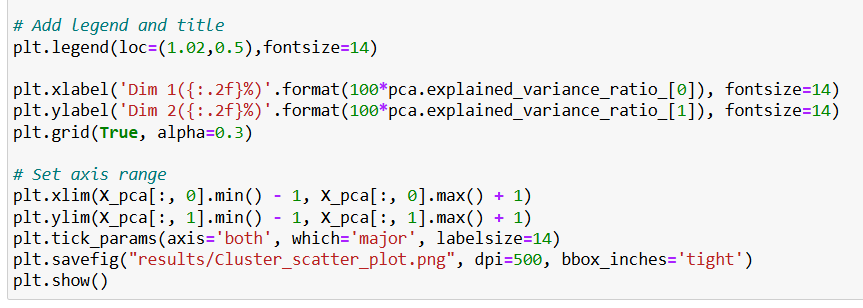 # Add legend and title
plt.legend(loc=(1.02,0.5),fontsize=14)
plt.xlabel('Dim 1({:.2f}%)'.format(100*pca.explained_variance_ratio_[0]), fontsize=14)
plt.ylabel('Dim 2({:.2f}%)'.format(100*pca.explained_variance_ratio_[1]), fontsize=14)
plt.grid(True, alpha=0.3)
# Set axis range
plt.xlim(X_pca[:, 0].min() - 1, X_pca[:, 0].max() + 1)
plt.ylim(X_pca[:, 1].min() - 1, X_pca[:, 1].max() + 1)
plt.tick_params(axis='both', which='major', labelsize=14)
plt.savefig("results/Cluster_scatter_plot.png", dpi=500, bbox_inches='tight')
plt.show()